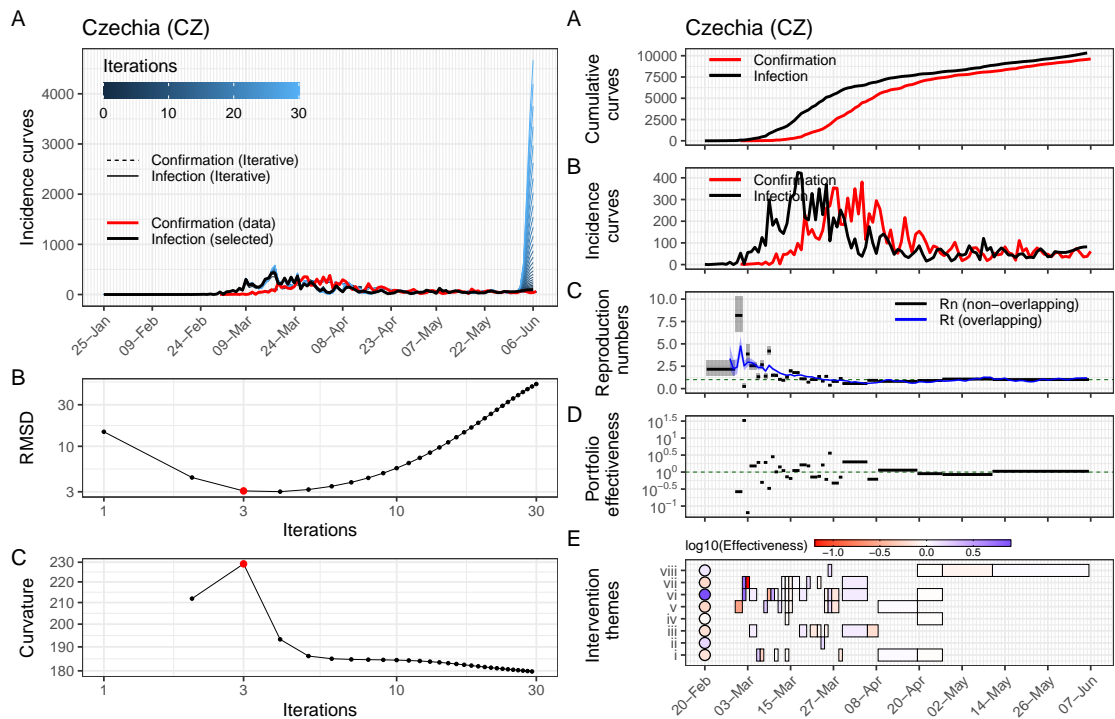 A
Czechia (CZ)
Iterations
0 10 20 30
Confirmation (Iterative)
Infection (Iterative)
Confirmation (data)
Infection (selected)
Incidence curves
4000
3000
2000
1000
0
25−Jan 09−Feb 24−Feb 09−Mar 24−Mar 08−Apr 23−Apr 07−May 22−May 06−Jun
B
RMSD
30
10
3
1 3 10 30
Iterations
C
Curvature
230
220
210
200
190
180
1 3 10 30
Iterations
A
Czechia (CZ)
Confirmation
Infection
Cumulative
curves
10000
7500
5000
2500
0
B
Confirmation
Infection
Incidence
curves
400
300
200
100
0
C
Rn (non−overlapping)
Rt (overlapping)
Reproduction
numbers
10.0
7.5
5.0
2.5
0.0
D
Portfolio
effectiveness
10^1.5
10^1
10^0.5
10^0
10^−0.5
10^−1
E
log10(Effectiveness)
−1.0 −0.5 0.0 0.5
Intervention
themes
viii
vii
vi
v
iv
iii
ii
i
20−Feb 03−Mar 15−Mar 27−Mar 08−Apr 20−Apr 02−May 14−May 26−May 07−Jun